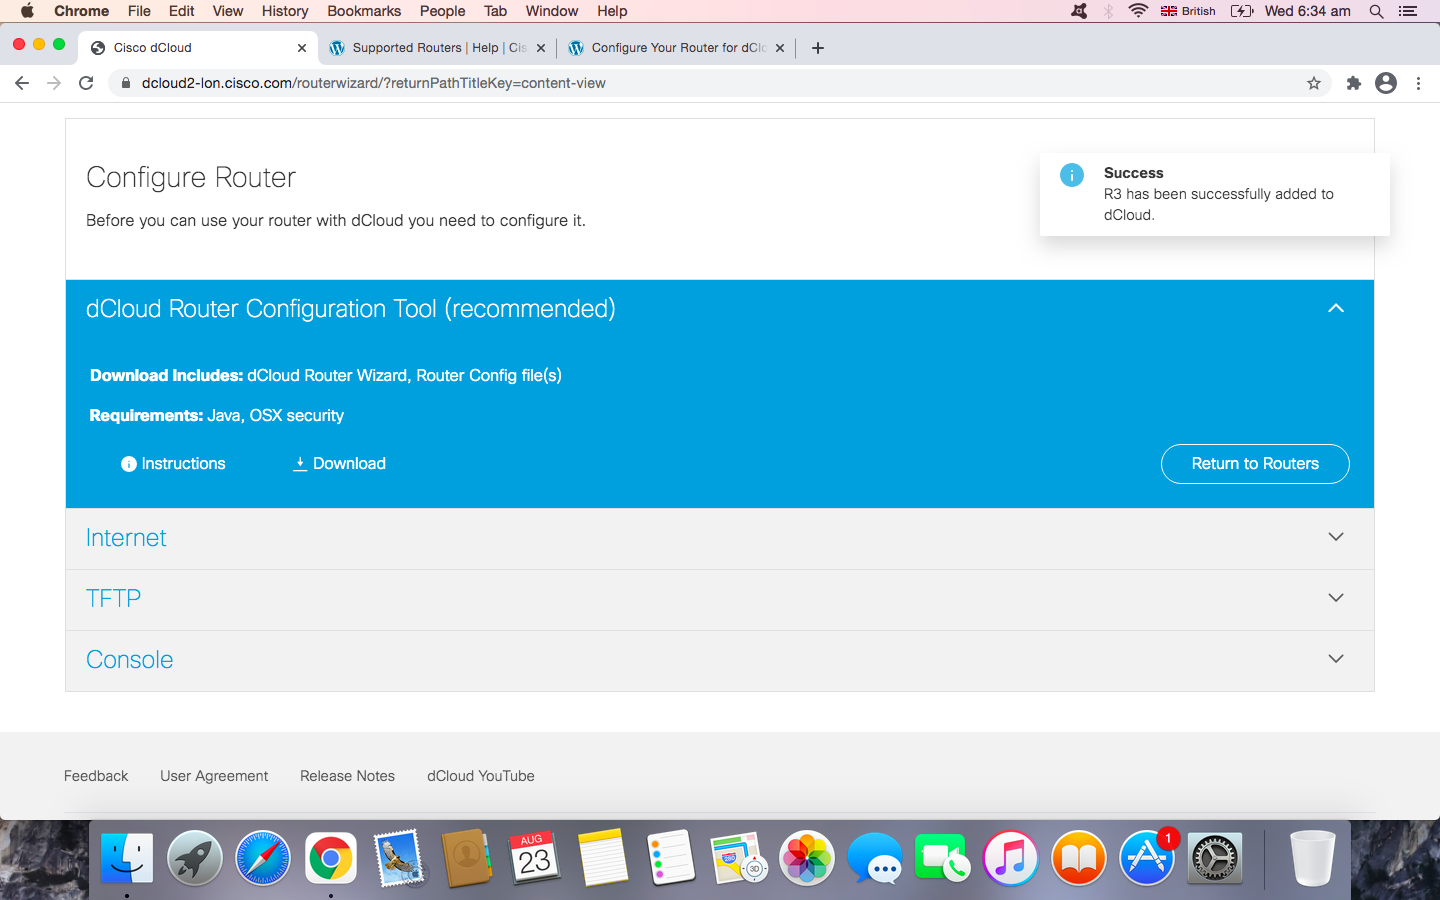 Chrome File Edit View History Bookmarks People Tab Window Help British Wed 6:34 am
Cisco dCloud Supported Routers | Help | Cis Configure Your Router for dClo
dcloud2-lon.cisco.com/routerwizard/?returnPathTitleKey=content-view
Configure Router
Before you can use your router with dCloud you need to configure it.
Success
R3 has been successfully added to
dCloud.
dCloud Router Configuration Tool (recommended)
Download Includes: dCloud Router Wizard, Router Config file(s)
Requirements: Java, OSX security
Instructions Download Return to Routers
Internet
TFTP
Console
Feedback User Agreement Release Notes dCloud YouTube
AUG
23
280
3D
1